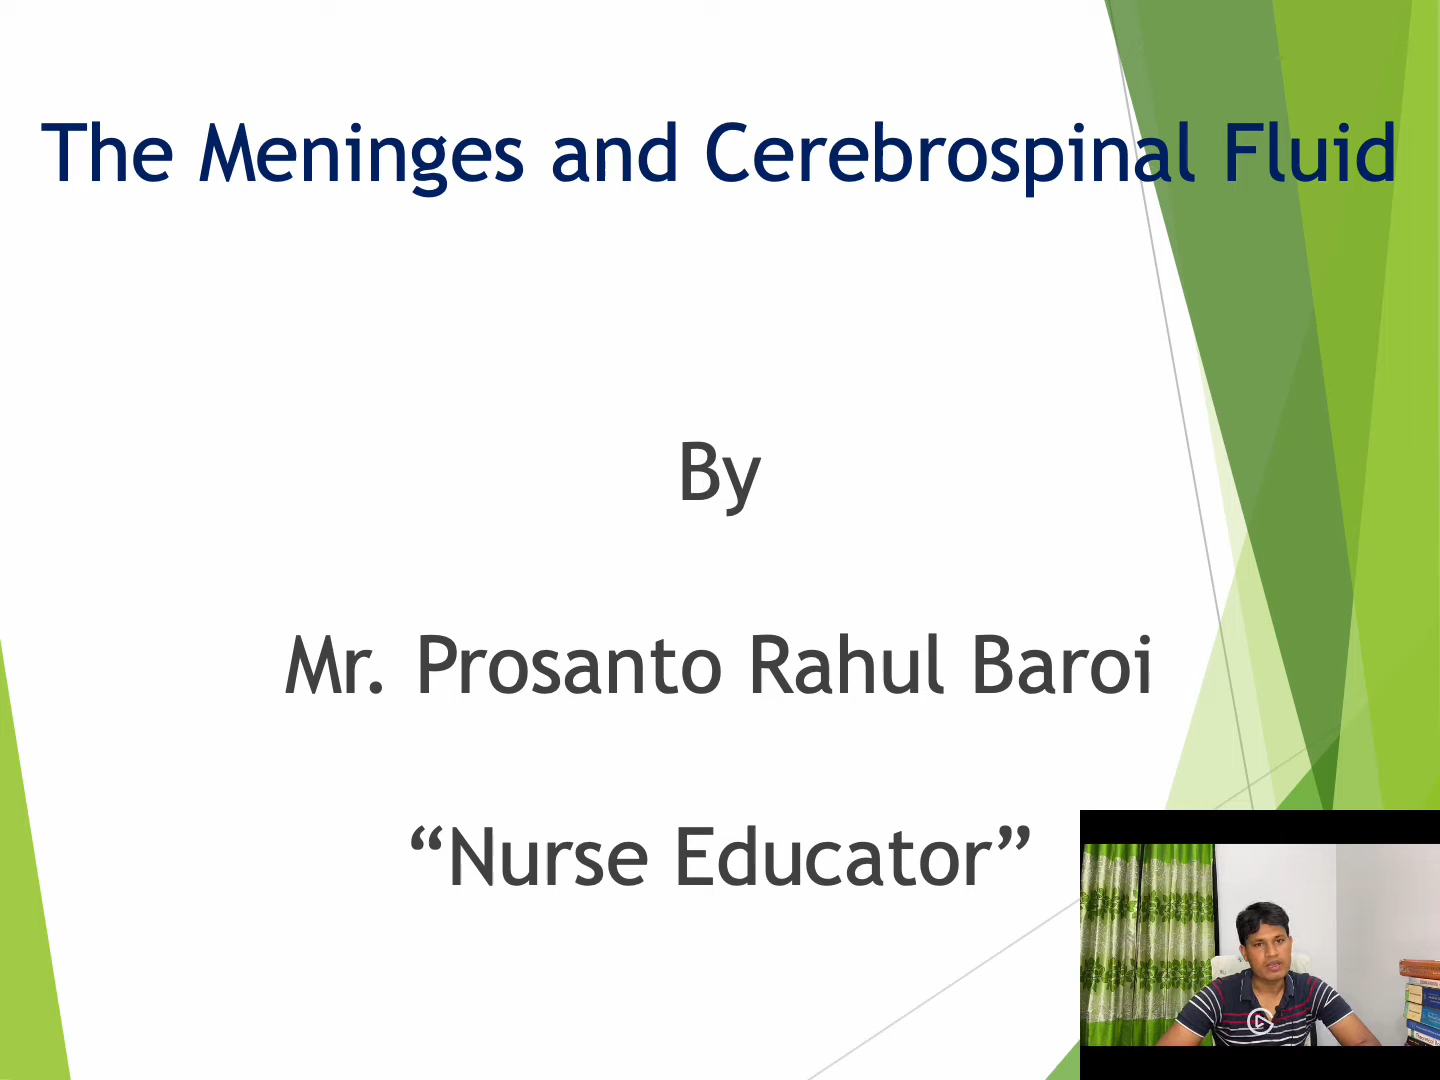 The Meninges and Cerebrospinal Fluid
By
Mr. Prosanto Rahul Baroi
“Nurse Educator”